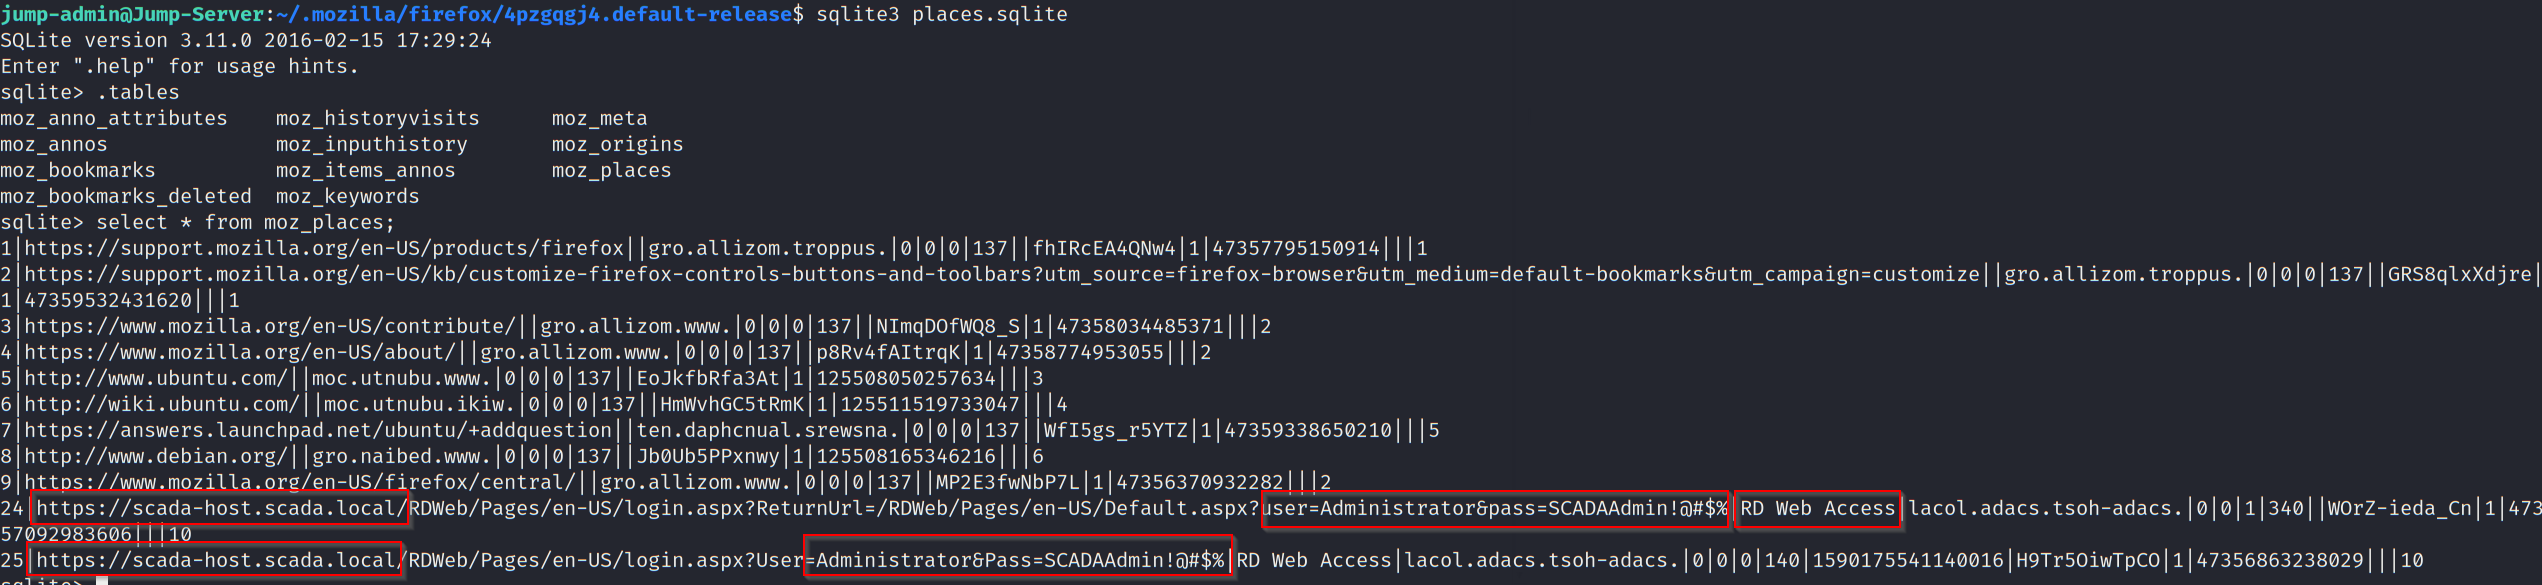 jump-admin@Jump-Server:~/.mozilla/firefox/4pzgqgj4.default-release$ sqlite3 places.sqlite
SQLite version 3.11.0 2016-02-15 17:29:24
Enter ".help" for usage hints.
sqlite> .tables
moz_anno_attributes    moz_historyvisits      moz_meta
moz_annos              moz_inputhistory       moz_origins
moz_bookmarks          moz_items_annos        moz_places
moz_bookmarks_deleted  moz_keywords
sqlite> select * from moz_places;
1|https://support.mozilla.org/en-US/products/firefox||gro.allizom.troppus.|0|0|0|137||fhIRcEA4QNw4|1|47357795150914|||1
2|https://support.mozilla.org/en-US/kb/customize-firefox-controls-buttons-and-toolbars?utm_source=firefox-browser&utm_medium=default-bookmarks&utm_campaign=customize||gro.allizom.troppus.|0|0|0|137||GRS8qlxXdjre|
1|47359532431620|||1
3|https://www.mozilla.org/en-US/contribute/||gro.allizom.www.|0|0|0|137||NImqDOfWQ8_S|1|47358034485371|||2
4|https://www.mozilla.org/en-US/about/||gro.allizom.www.|0|0|0|137||p8Rv4fAItrqK|1|47358774953055|||2
5|http://www.ubuntu.com/||moc.utnubu.www.|0|0|0|137||EoJkfbRfa3At|1|125508050257634|||3
6|http://wiki.ubuntu.com/||moc.utnubu.ikiw.|0|0|0|137||HmWvhGC5tRmK|1|125511519733047|||4
7|https://answers.launchpad.net/ubuntu/+addquestion||ten.daphcnual.srewsna.|0|0|0|137||WfI5gs_r5YTZ|1|47359338650210|||5
8|http://www.debian.org/||gro.naibed.www.|0|0|0|137||Jb0Ub5PPxnwy|1|125508165346216|||6
9|https://www.mozilla.org/en-US/firefox/central/||gro.allizom.www.|0|0|0|137||MP2E3fwNbP7L|1|47356370932282|||2
24|https://scada-host.scada.local/RDWeb/Pages/en-US/login.aspx?ReturnUrl=/RDWeb/Pages/en-US/Default.aspx?user=Administrator&pass=SCADAAdmin!@#$%|RD Web Access|lacol.adacs.tsoh-adacs.|0|0|1|340||WOrZ-ieda_Cn|1|473
57092983606|||10
25|https://scada-host.scada.local/RDWeb/Pages/en-US/login.aspx?User=Administrator&Pass=SCADAAdmin!@#$%|RD Web Access|lacol.adacs.tsoh-adacs.|0|0|0|140|1590175541140016|H9Tr5OiwTpCO|1|47356863238029|||10
sqlite>